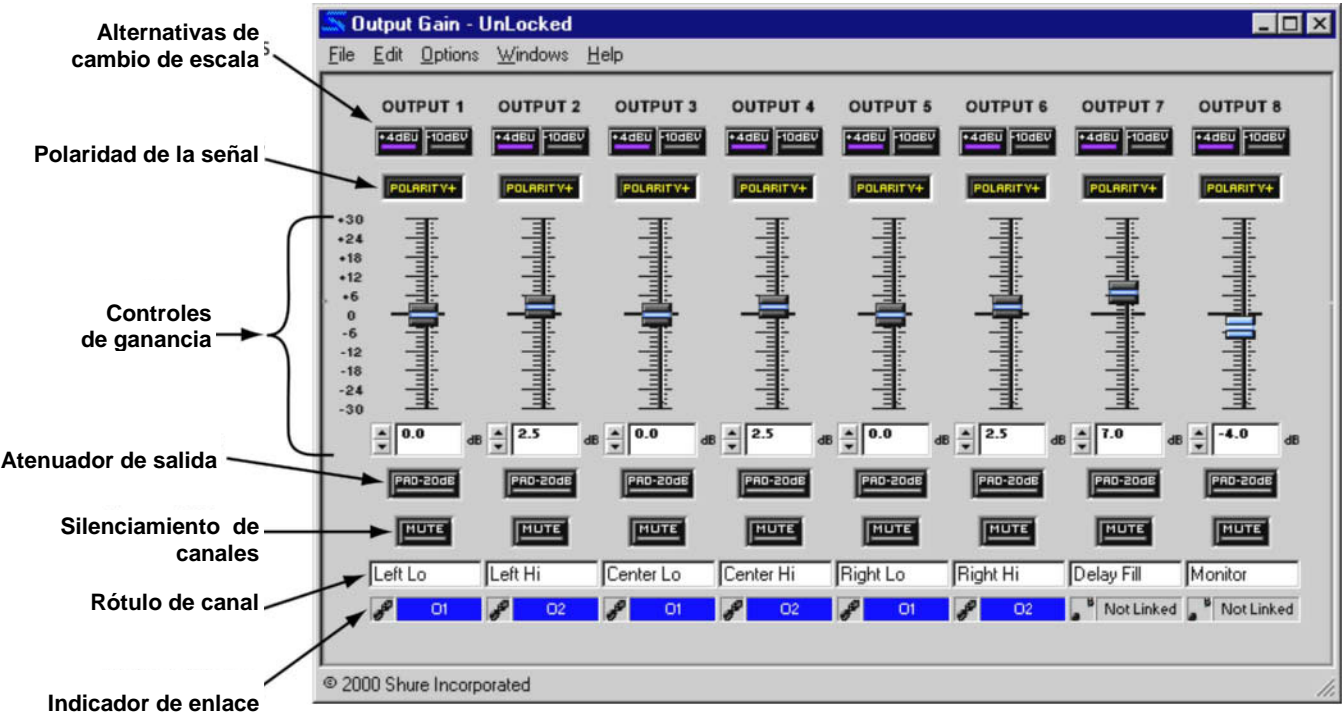 Output Gain - UnLocked
File Edit Options Windows Help
Alternativas de
cambio de escala
Polaridad de la señal
Controles
de ganancia
Atenuador de salida
Silenciamiento de
canales
Rótulo de canal
Indicador de enlace
OUTPUT 1 OUTPUT 2 OUTPUT 3 OUTPUT 4 OUTPUT 5 OUTPUT 6 OUTPUT 7 OUTPUT 8
+4dBu -10dBV +4dBu -10dBV +4dBu -10dBV +4dBu -10dBV +4dBu -10dBV +4dBu -10dBV +4dBu -10dBV +4dBu -10dBV
POLARITY+ POLARITY+ POLARITY+ POLARITY+ POLARITY+ POLARITY+ POLARITY+ POLARITY+
+30
+24
+18
+12
+6
0
-6
-12
-18
-24
-30
0.0 dB 2.5 dB 0.0 dB 2.5 dB 0.0 dB 2.5 dB 7.0 dB -4.0 dB
PAD-20dB PAD-20dB PAD-20dB PAD-20dB PAD-20dB PAD-20dB PAD-20dB PAD-20dB
MUTE MUTE MUTE MUTE MUTE MUTE MUTE MUTE
Left Lo Left Hi Center Lo Center Hi Right Lo Right Hi Delay Fill Monitor
O1 O2 O1 O2 O1 O2 Not Linked Not Linked
© 2000 Shure Incorporated